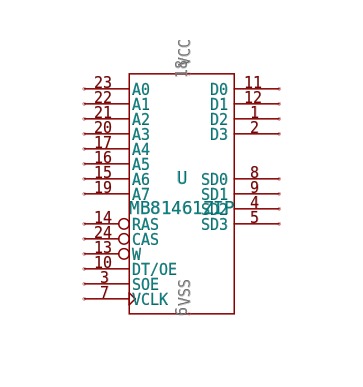 18
VCC
23 A0 D0 11
22 A1 D1 12
21 A2 D2 1
20 A3 D3 2
17 A4
16 A5
15 A6 U SD0 8
19 A7 SD1 9
MB81461ZIP SD2 4
14 RAS SD3 5
24 CAS
13 W
10 DT/OE
3 SOE
7 VCLK
6 VSS